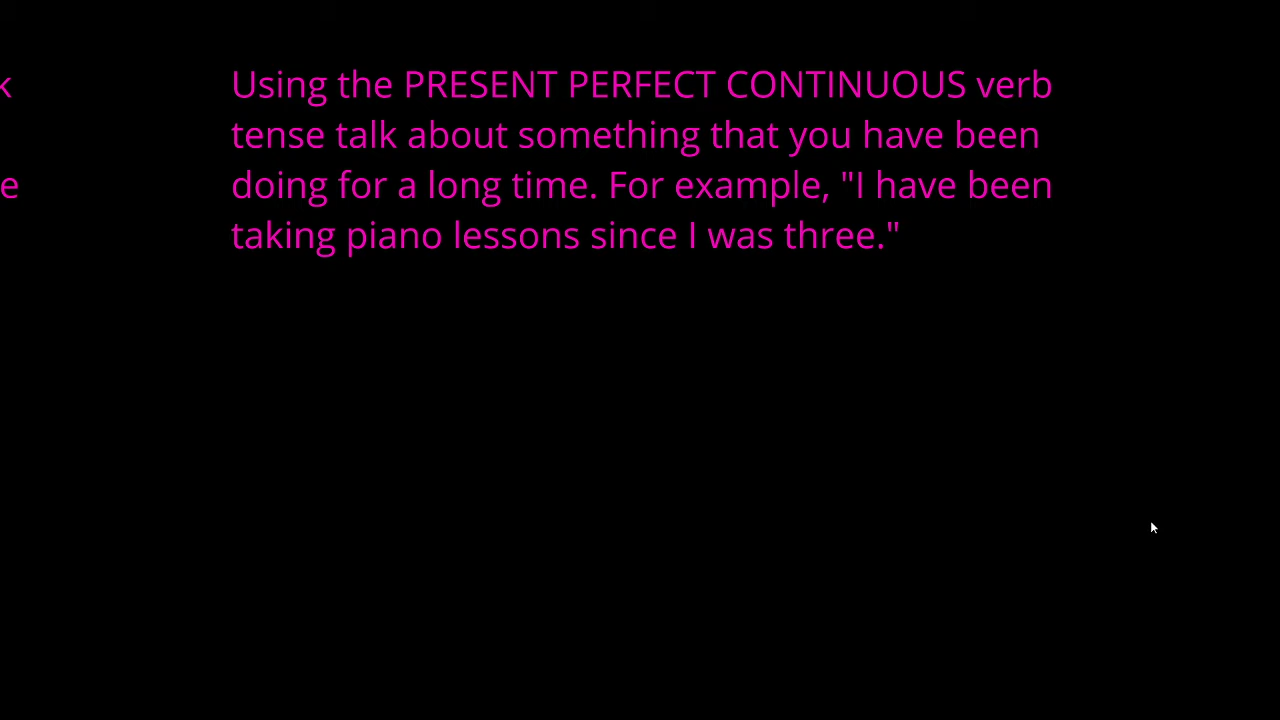 Using the PRESENT PERFECT CONTINUOUS verb
tense talk about something that you have been
doing for a long time. For example, "I have been
taking piano lessons since I was three."